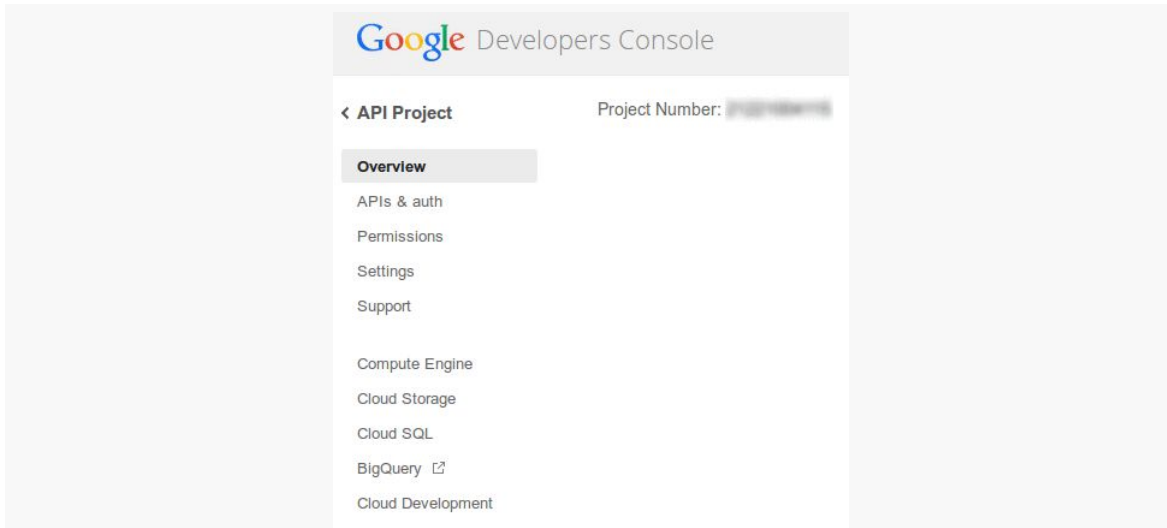 Google Developers Console
API Project
Project Number:
Overview
APIs & auth
Permissions
Settings
Support
Compute Engine
Cloud Storage
Cloud SQL
BigQuery
Cloud Development